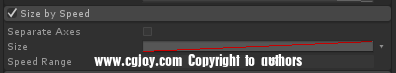 Size by Speed
Separate Axes
Size
Speed Range
www.cgjoy.com Copyright to authors